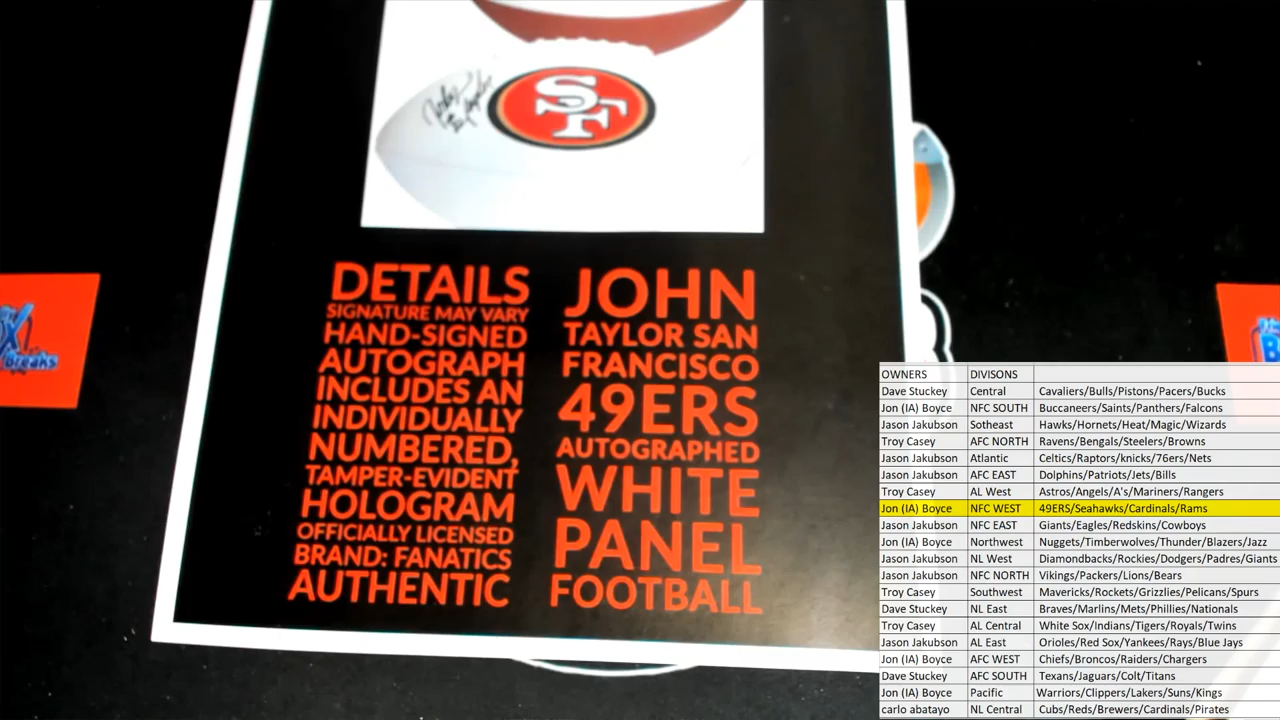 SF
DETAILS
SIGNATURE MAY VARY
HAND-SIGNED
AUTOGRAPH
INCLUDES AN
INDIVIDUALLY
NUMBERED,
TAMPER-EVIDENT
HOLOGRAM
OFFICIALLY LICENSED
BRAND: FANATICS
AUTHENTIC
JOHN
TAYLOR SAN
FRANCISCO
49ERS
AUTOGRAPHED
WHITE
PANEL
FOOTBALL
Breaks
OWNERS DIVISONS
Dave Stuckey Central Cavaliers/Bulls/Pistons/Pacers/Bucks
Jon (IA) Boyce NFC SOUTH Buccaneers/Saints/Panthers/Falcons
Jason Jakubson Sotheast Hawks/Hornets/Heat/Magic/Wizards
Troy Casey AFC NORTH Ravens/Bengals/Steelers/Browns
Jason Jakubson Atlantic Celtics/Raptors/knicks/76ers/Nets
Jason Jakubson AFC EAST Dolphins/Patriots/Jets/Bills
Troy Casey AL West Astros/Angels/A's/Mariners/Rangers
Jon (IA) Boyce NFC WEST 49ERS/Seahawks/Cardinals/Rams
Jason Jakubson NFC EAST Giants/Eagles/Redskins/Cowboys
Jon (IA) Boyce Northwest Nuggets/Timberwolves/Thunder/Blazers/Jazz
Jason Jakubson NL West Diamondbacks/Rockies/Dodgers/Padres/Giants
Jason Jakubson NFC NORTH Vikings/Packers/Lions/Bears
Troy Casey Southwest Mavericks/Rockets/Grizzlies/Pelicans/Spurs
Dave Stuckey NL East Braves/Marlins/Mets/Phillies/Nationals
Troy Casey AL Central White Sox/Indians/Tigers/Royals/Twins
Jason Jakubson AL East Orioles/Red Sox/Yankees/Rays/Blue Jays
Jon (IA) Boyce AFC WEST Chiefs/Broncos/Raiders/Chargers
Dave Stuckey AFC SOUTH Texans/Jaguars/Colt/Titans
Jon (IA) Boyce Pacific Warriors/Clippers/Lakers/Suns/Kings
carlo abatayo NL Central Cubs/Reds/Brewers/Cardinals/Pirates